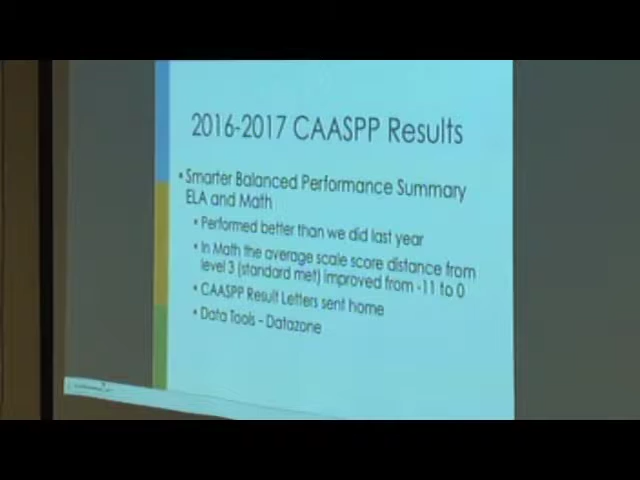 2016-2017 CAASPP Results
• Smarter Balanced Performance Summary
ELA and Math
• Performed better than we did last year
• In Math the average scale score distance from
level 3 (standard met) improved from -11 to 0
• CAASPP Result Letters sent home
• Data Tools - Datazone